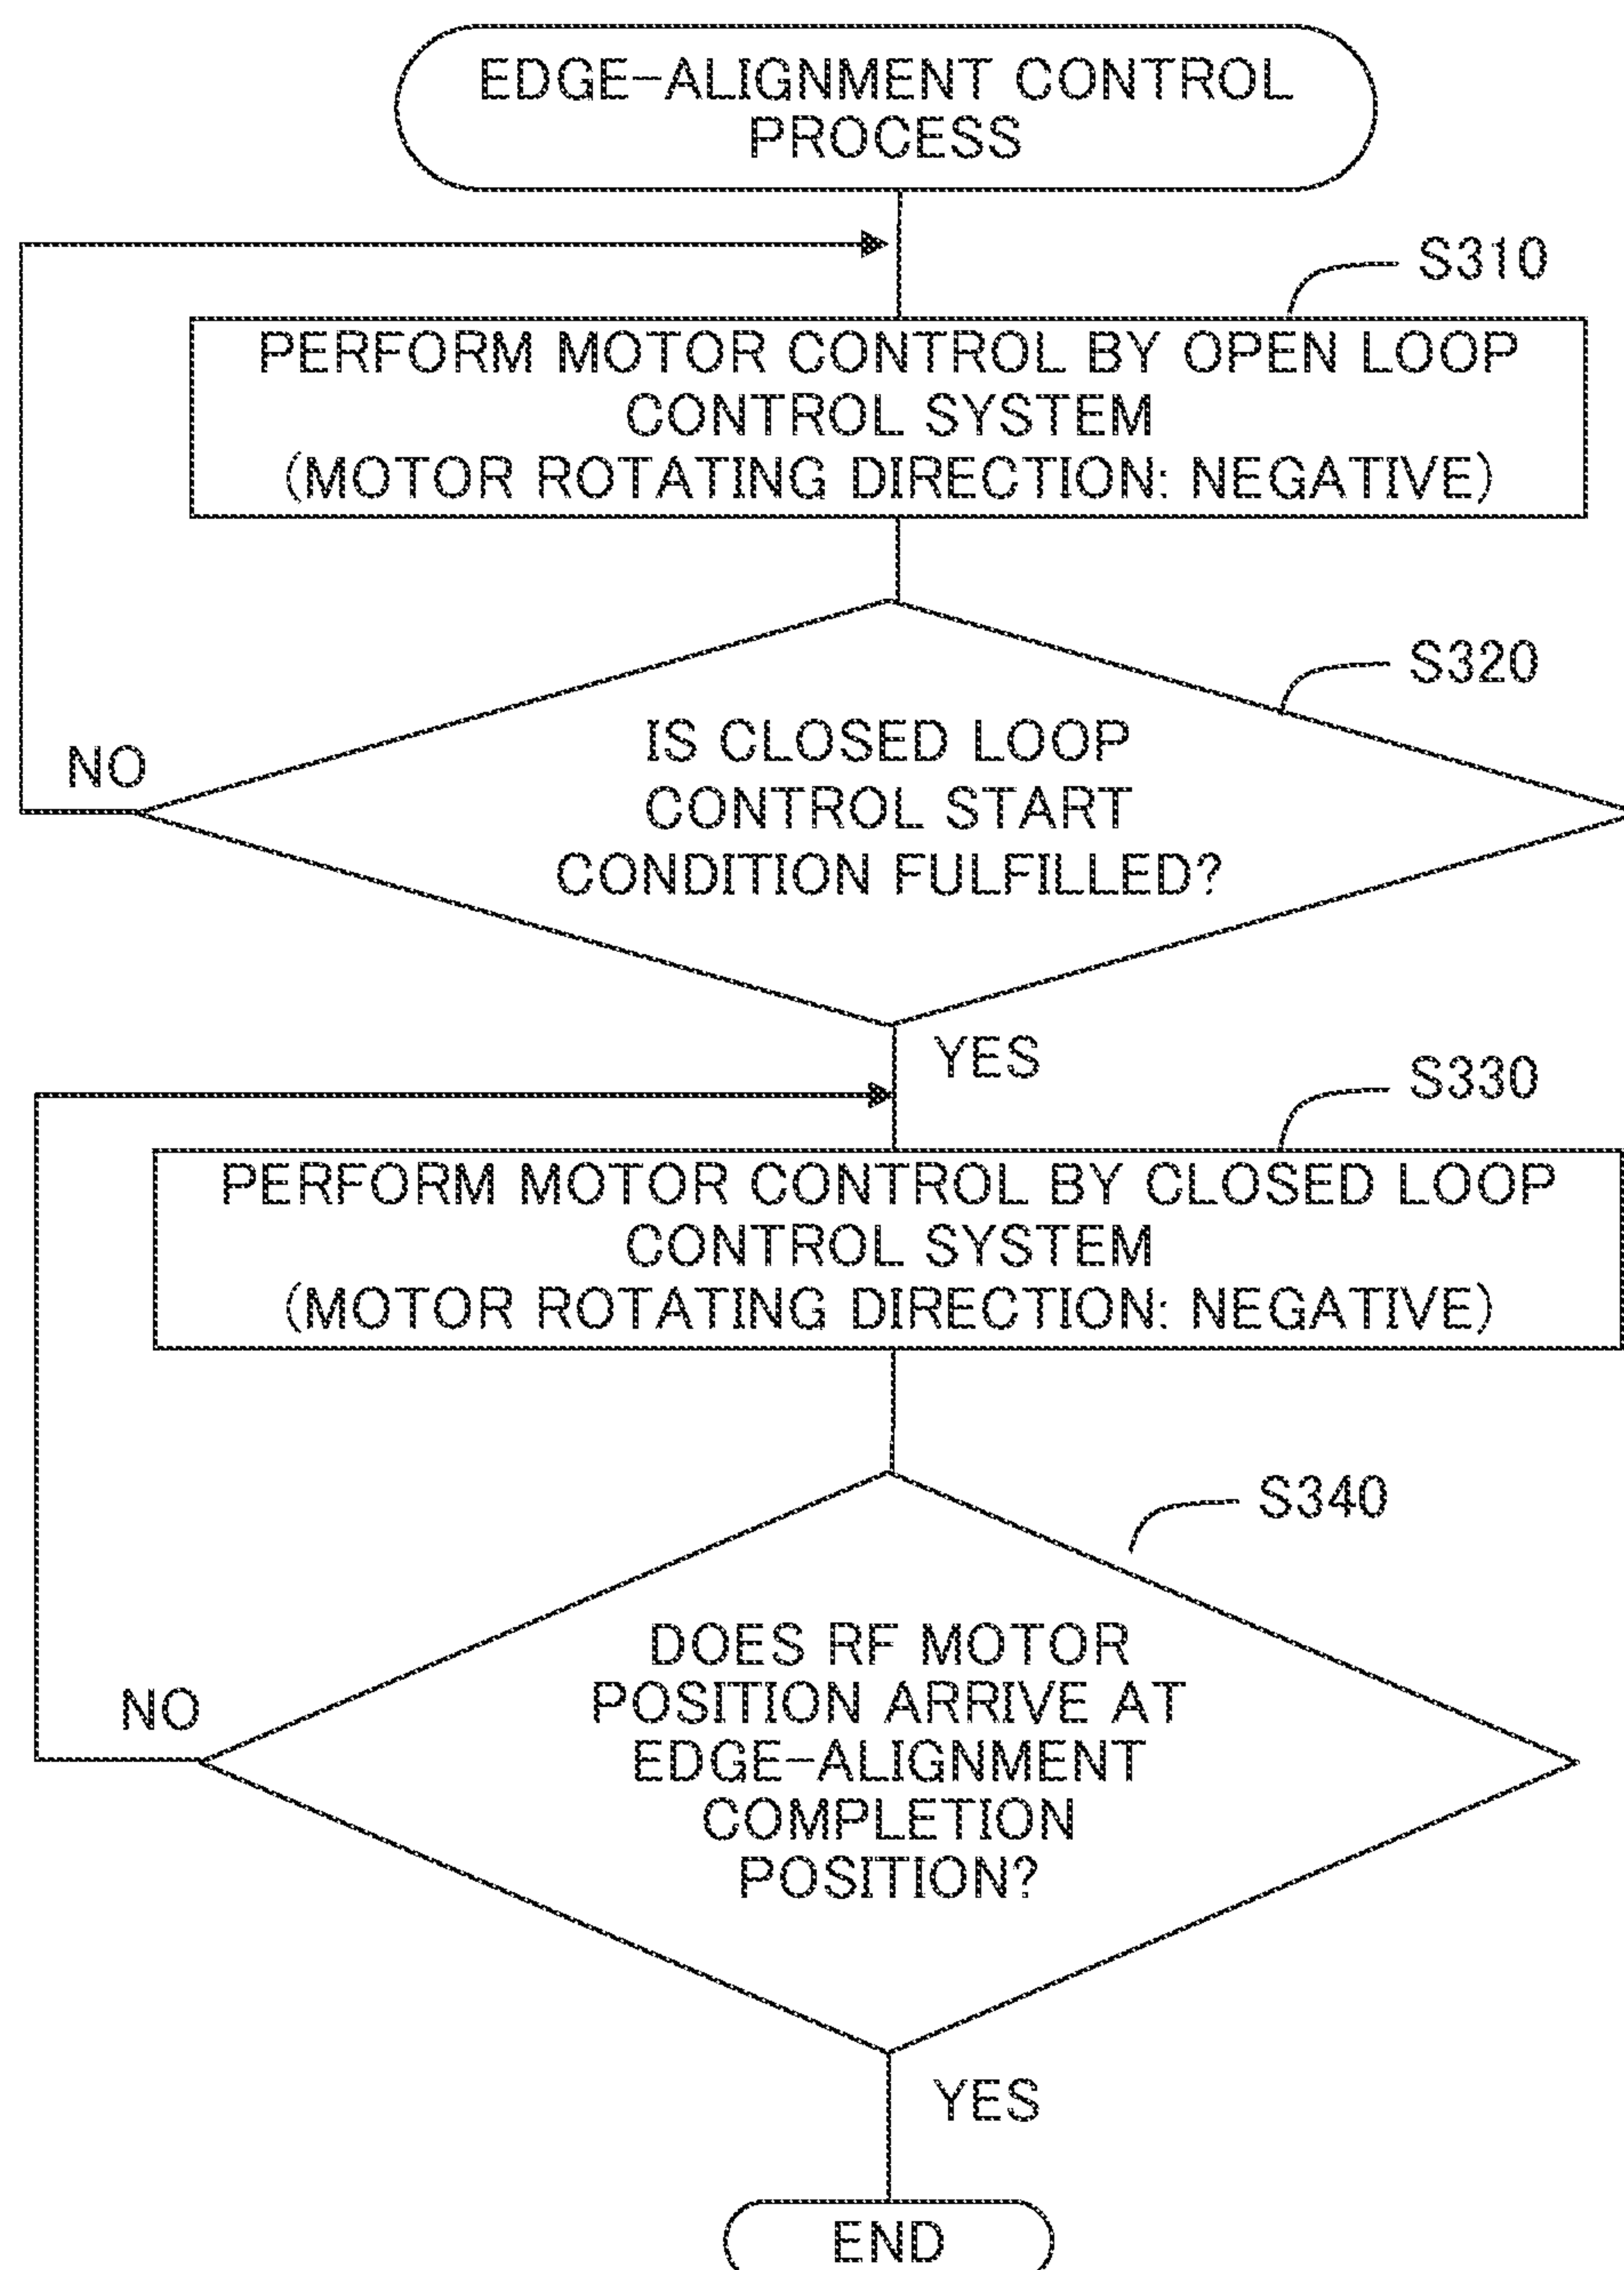 EDGE-ALIGNMENT CONTROL
PROCESS
S310
PERFORM MOTOR CONTROL BY OPEN LOOP
CONTROL SYSTEM
(MOTOR ROTATING DIRECTION: NEGATIVE)
S320
IS CLOSED LOOP
CONTROL START
CONDITION FULFILLED?
NO
YES
S330
PERFORM MOTOR CONTROL BY CLOSED LOOP
CONTROL SYSTEM
(MOTOR ROTATING DIRECTION: NEGATIVE)
S340
DOES RF MOTOR
POSITION ARRIVE AT
EDGE-ALIGNMENT
COMPLETION
POSITION?
NO
YES
END